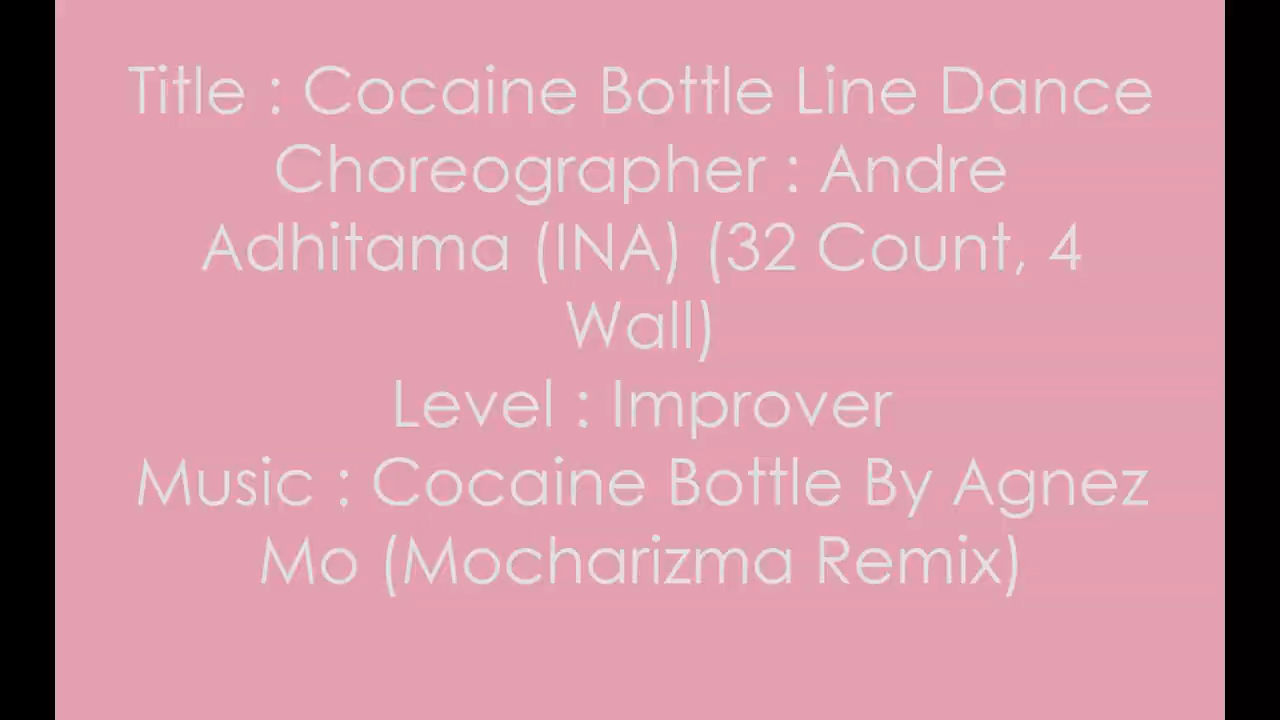 Title : Cocaine Bottle Line Dance
Choreographer : Andre
Adhitama (INA) (32 Count, 4
Wall)
Level : Improver
Music : Cocaine Bottle By Agnez
Mo (Mocharizma Remix)